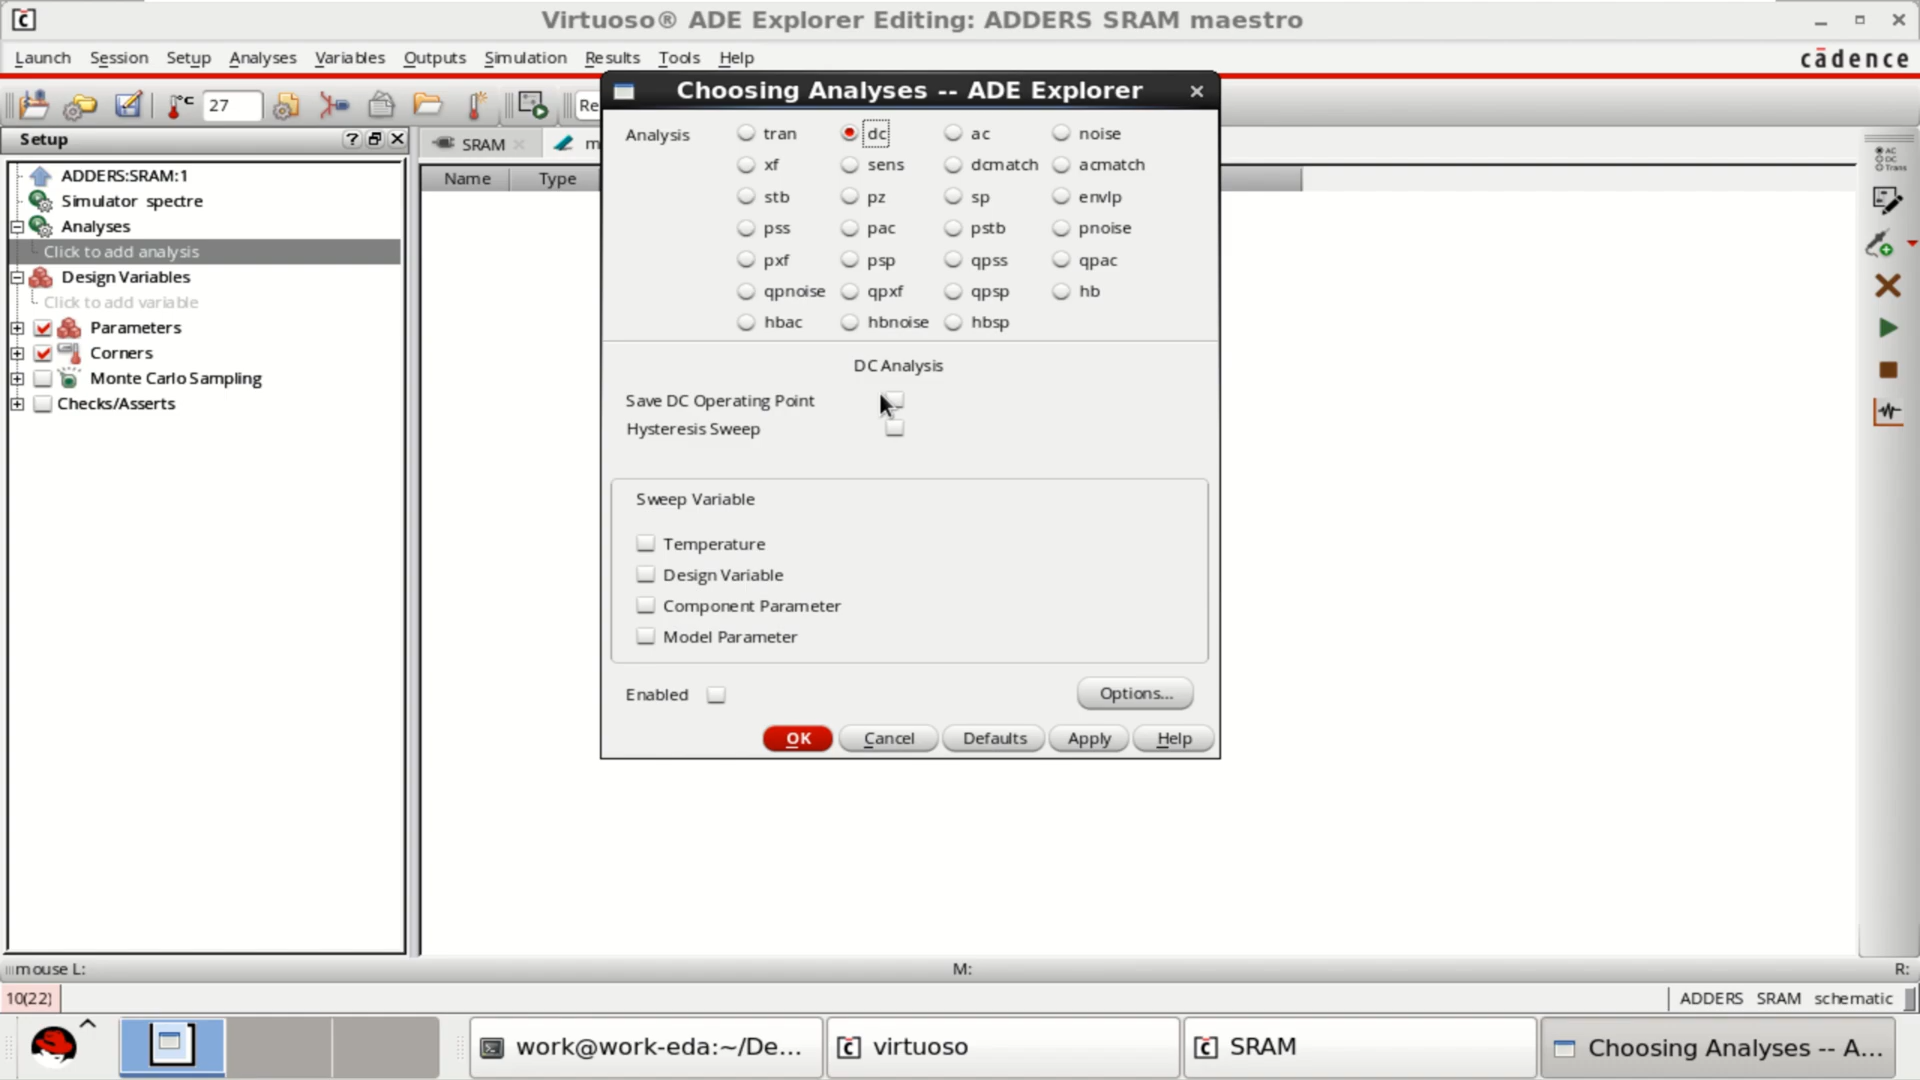 Virtuoso® ADE Explorer Editing: ADDERS SRAM maestro
Launch Session Setup Analyses Variables Outputs Simulation Results Tools Help
cādence
27
Re
Setup
SRAM
m
Name Type
ADDERS:SRAM:1
Simulator spectre
Analyses
Click to add analysis
Design Variables
Click to add variable
Parameters
Corners
Monte Carlo Sampling
Checks/Asserts
Choosing Analyses -- ADE Explorer
Analysis
tran dc ac noise
xf sens dcmatch acmatch
stb pz sp envlp
pss pac pstb pnoise
pxf psp qpss qpac
qpnoise qpxf qpsp hb
hbac hbnoise hbsp
DC Analysis
Save DC Operating Point
Hysteresis Sweep
Sweep Variable
Temperature
Design Variable
Component Parameter
Model Parameter
Enabled
Options...
OK Cancel Defaults Apply Help
AC
DC
Trans
mouse L: M: R:
10(22)
ADDERS SRAM schematic
work@work-eda:~/De...
virtuoso
SRAM
Choosing Analyses -- A...